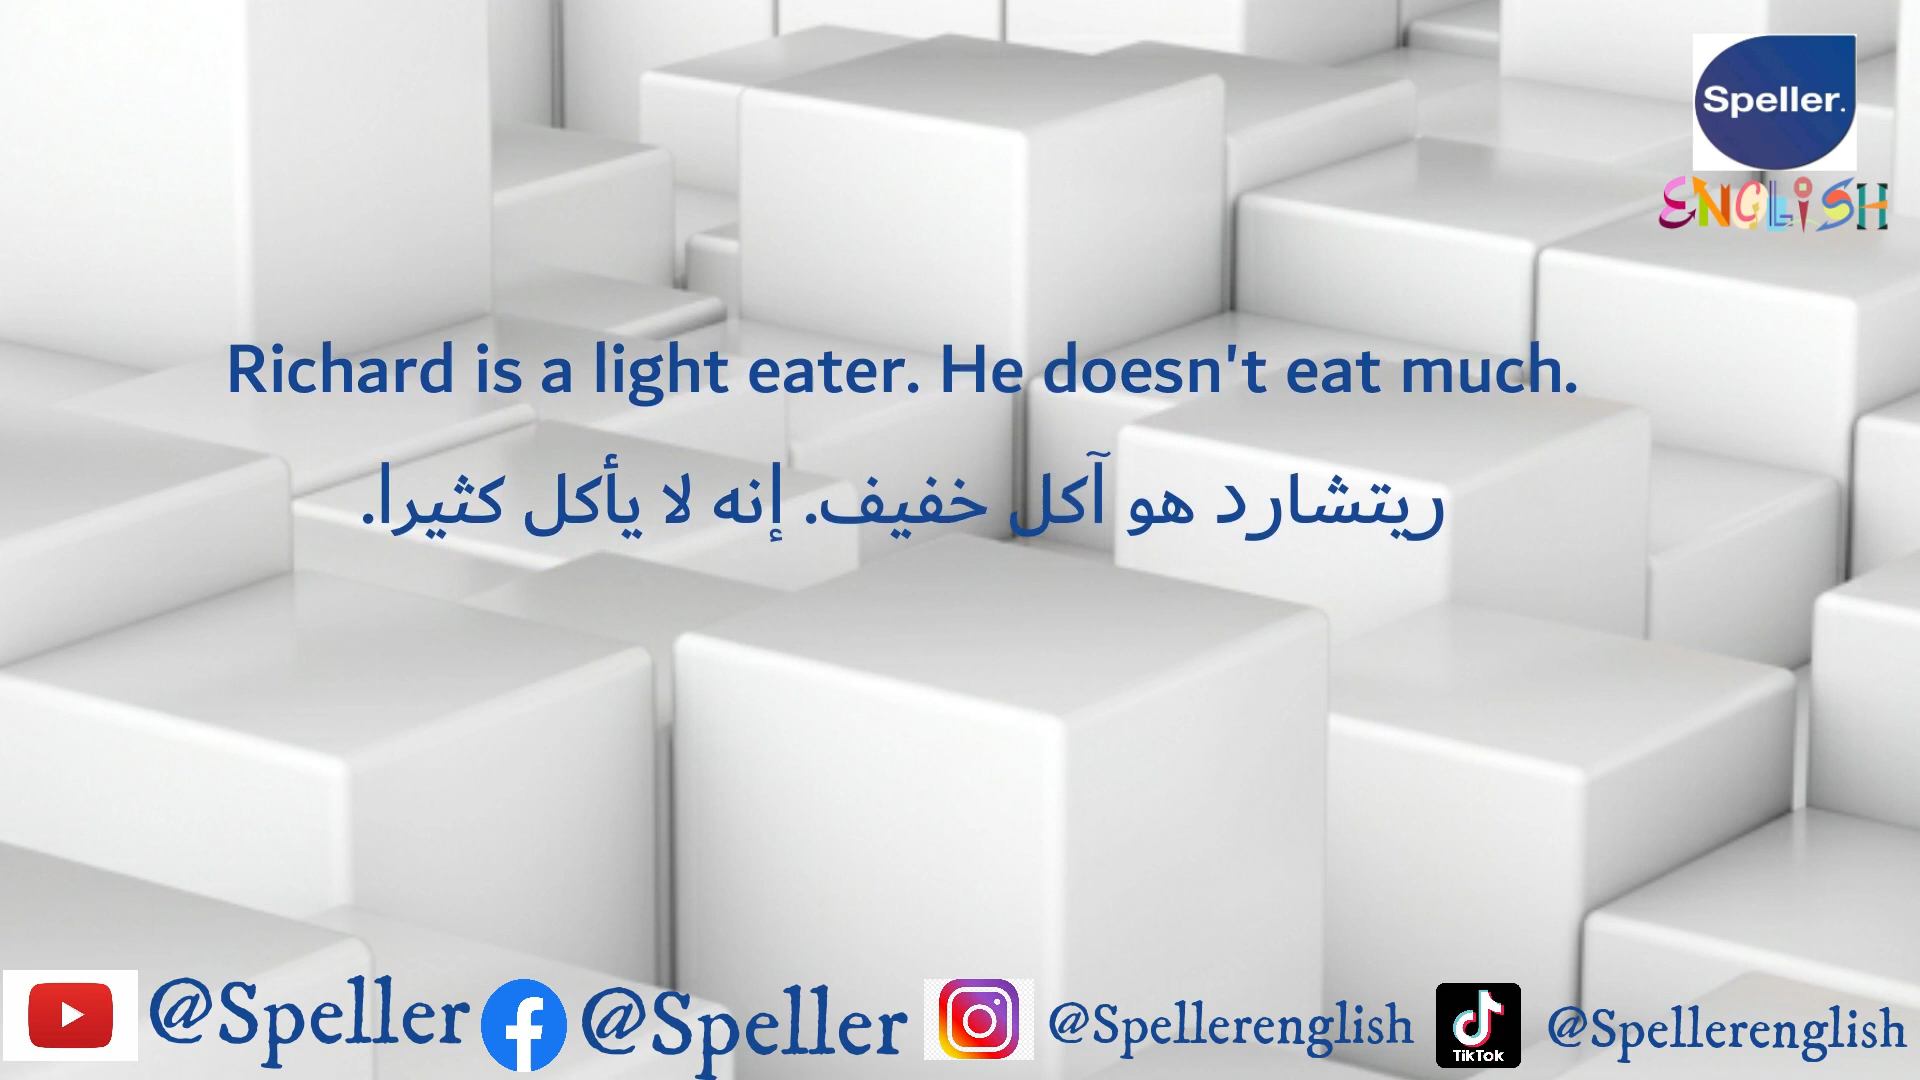 Speller.
ENGLISH
Richard is a light eater. He doesn't eat much.
ريتشارد هو آكل خفيف. إنه لا يأكل كثيرا.
@Speller @Speller @Spellerenglish TikTok @Spellerenglish